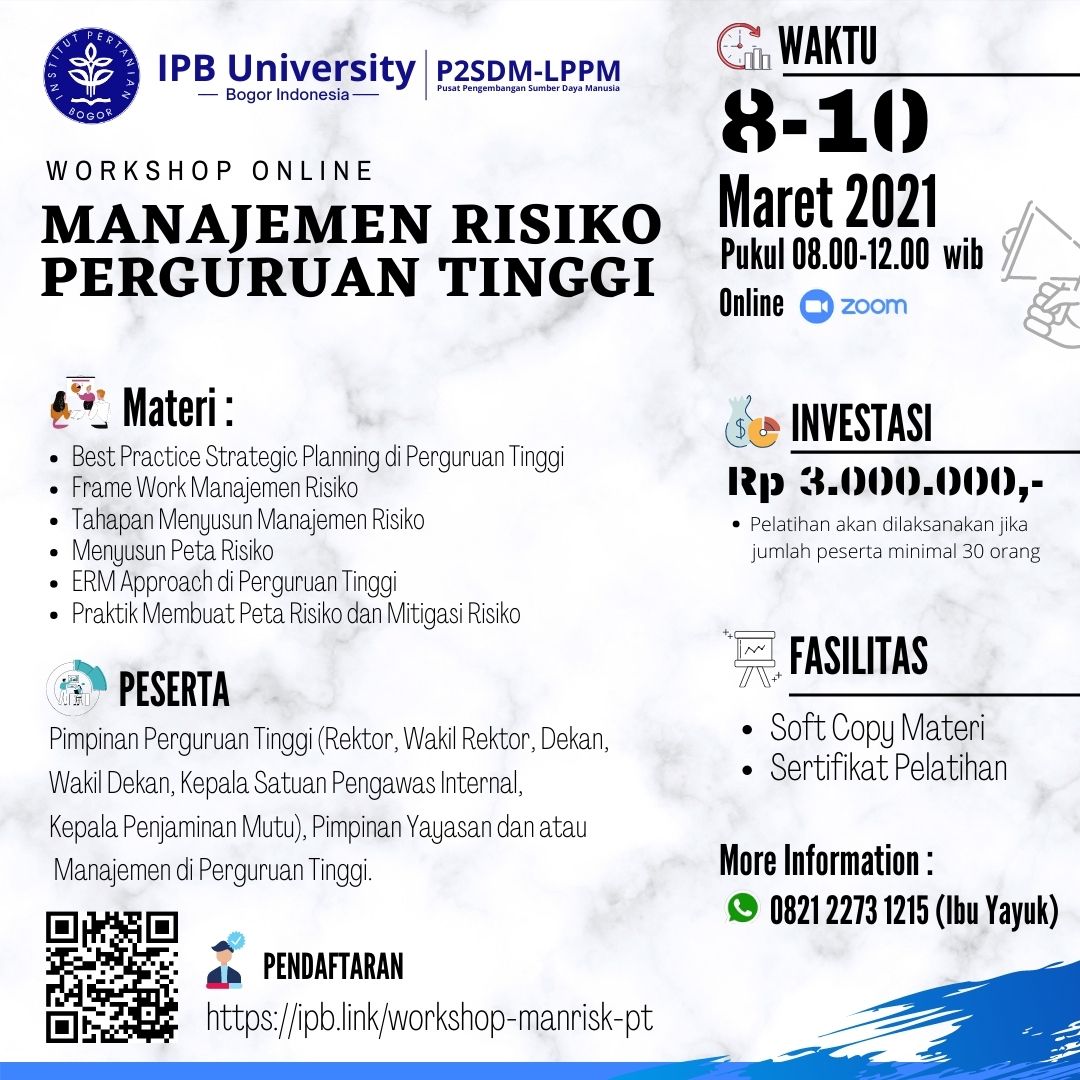 INSTITUT PERTANIAN
BOGOR
IPB University
Bogor Indonesia
P2SDM-LPPM
Pusat Pengembangan Sumber Daya Manusia
WORKSHOP ONLINE
MANAJEMEN RISIKO
PERGURUAN TINGGI
Materi :
• Best Practice Strategic Planning di Perguruan Tinggi
• Frame Work Manajemen Risiko
• Tahapan Menyusun Manajemen Risiko
• Menyusun Peta Risiko
• ERM Approach di Perguruan Tinggi
• Praktik Membuat Peta Risiko dan Mitigasi Risiko
PESERTA
Pimpinan Perguruan Tinggi (Rektor, Wakil Rektor, Dekan,
Wakil Dekan, Kepala Satuan Pengawas Internal,
Kepala Penjaminan Mutu), Pimpinan Yayasan dan atau
Manajemen di Perguruan Tinggi.
PENDAFTARAN
https://ipb.link/workshop-manrisk-pt
WAKTU
8-10
Maret 2021
Pukul 08.00-12.00 wib
Online zoom
INVESTASI
Rp 3.000.000,-
• Pelatihan akan dilaksanakan jika
jumlah peserta minimal 30 orang
FASILITAS
• Soft Copy Materi
• Sertifikat Pelatihan
More Information :
0821 2273 1215 (Ibu Yayuk)